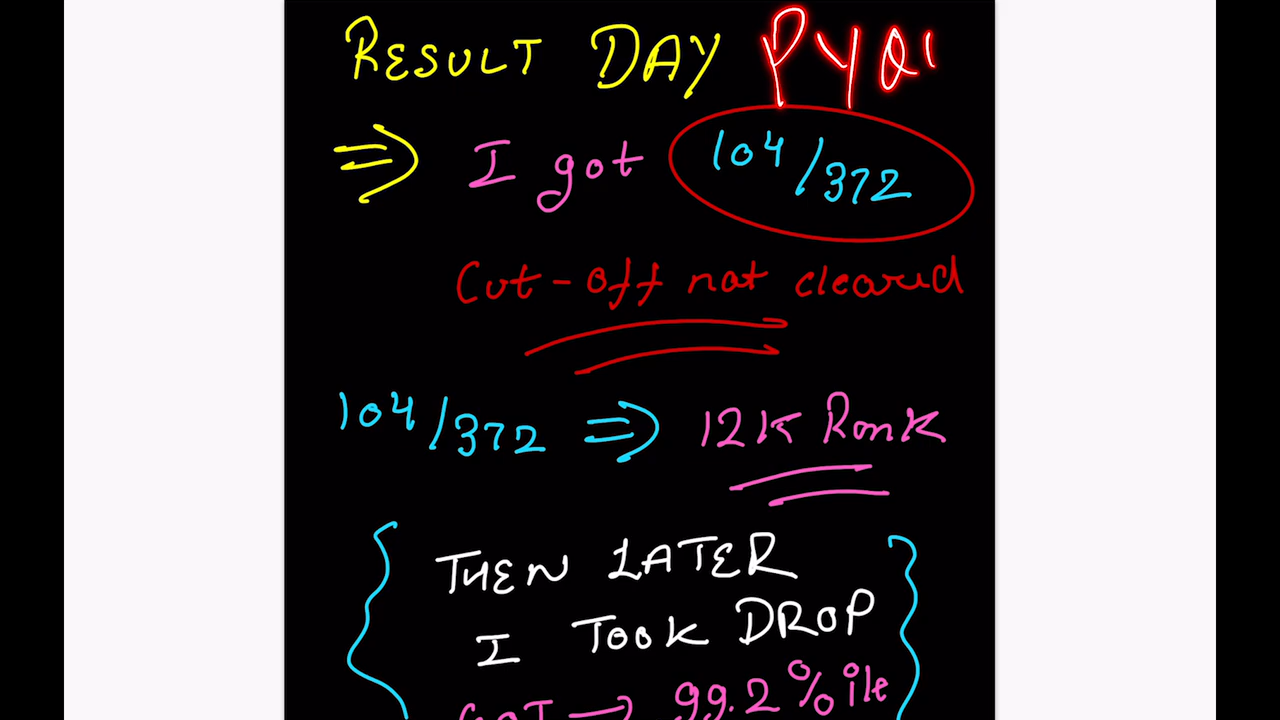 RESULT DAY PYQ
⇒ I got 104/372
Cut-off not cleared
104/372 ⇒ 12K Rank
THEN LATER
I TOOK DROP
→ 99.2%ile